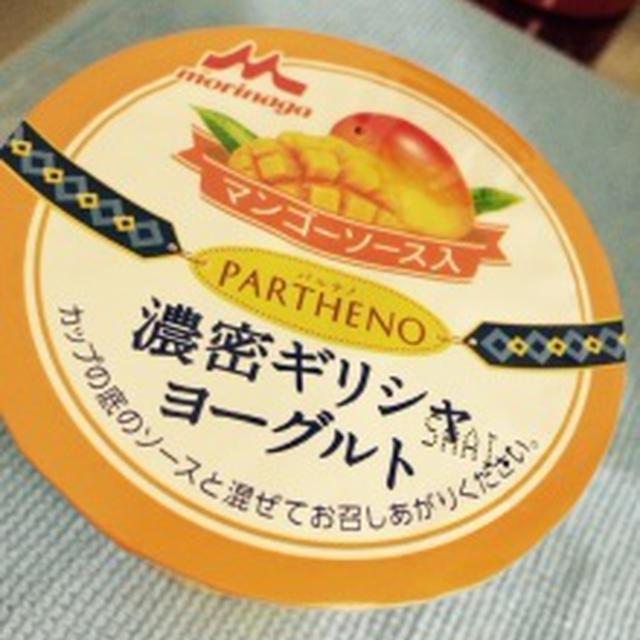 morinaga
マンゴーソース入
パルテノ
PARTHENO
濃密ギリシャ
ヨーグルト
カップの底のソースと混ぜてお召しあがりください。